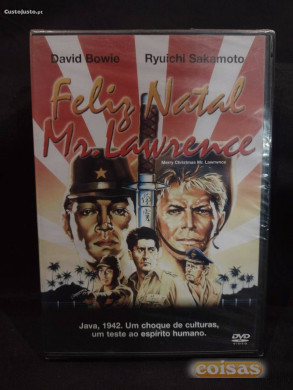 CustoJusto.pt
David Bowie Ryuichi Sakamoto
Feliz Natal
Mr. Lawrence
Merry Christmas Mr. Lawrence
Java, 1942. Um choque de culturas,
um teste ao espírito humano.
DVD
coisas